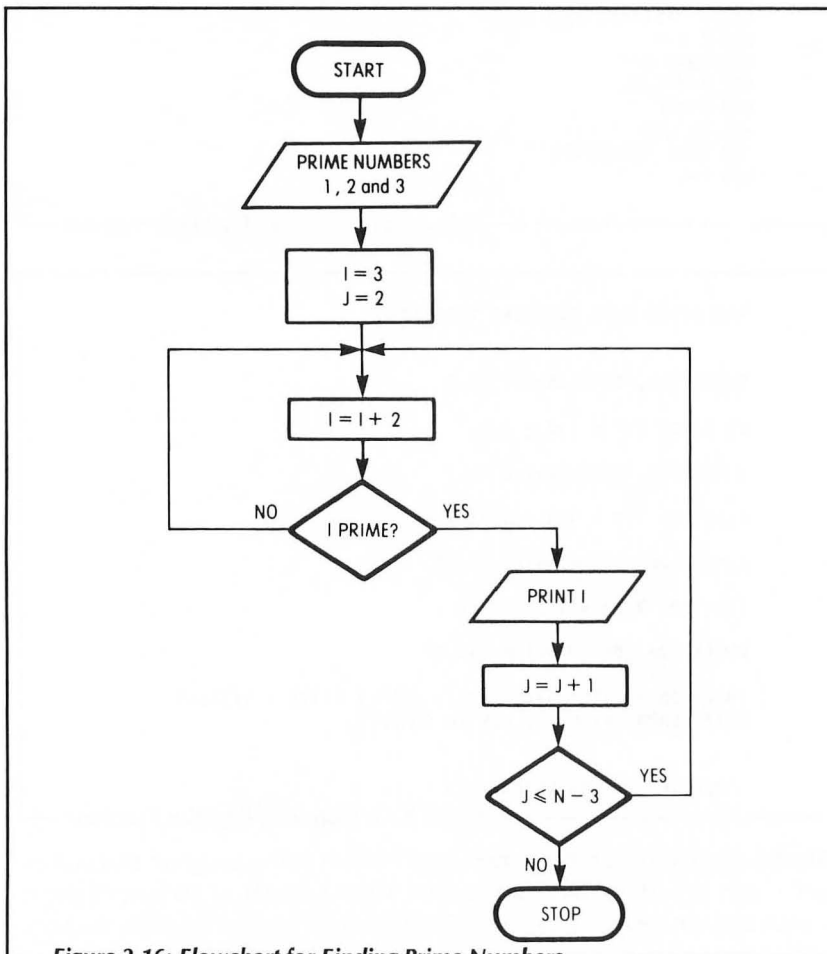 START
PRIME NUMBERS
1, 2 and 3
I = 3
J = 2
I = I + 2
NO
I PRIME?
YES
PRINT I
J = J + 1
J ⩽ N − 3
YES
NO
STOP
Figure 2.16: Flowchart for Finding Prime Numbers